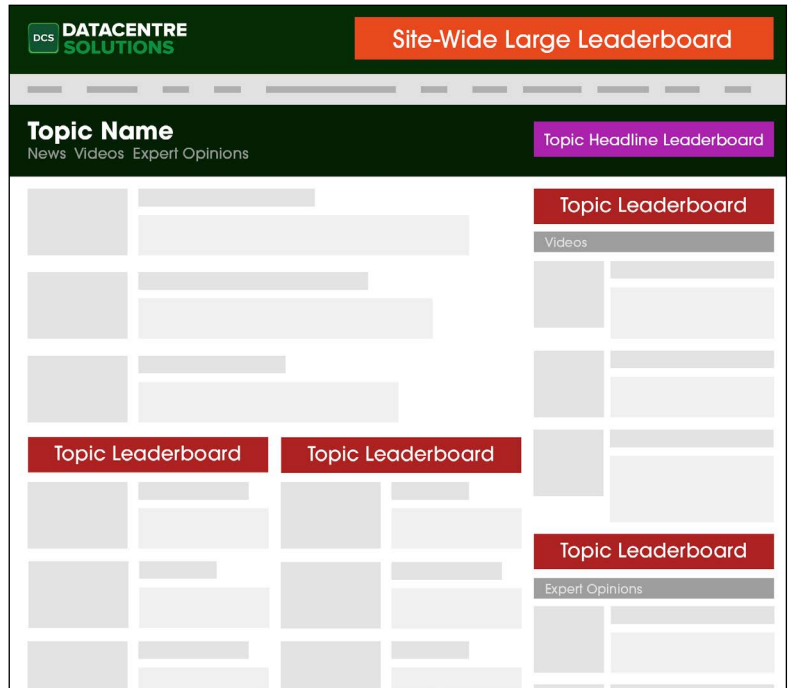 DCS DATACENTRE
SOLUTIONS
Site-Wide Large Leaderboard
Topic Name
News Videos Expert Opinions
Topic Headline Leaderboard
Topic Leaderboard
Videos
Topic Leaderboard
Topic Leaderboard
Topic Leaderboard
Expert Opinions